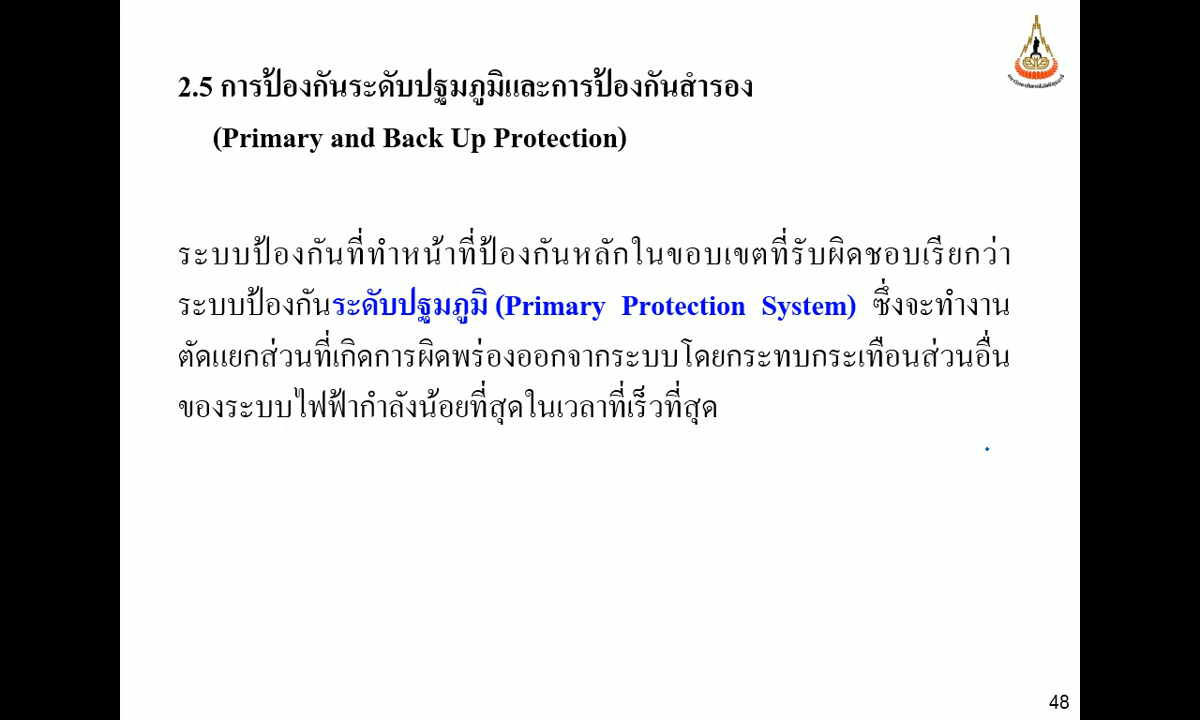 2.5 การป้องกันระดับปฐมภูมิและการป้องกันสำรอง
(Primary and Back Up Protection)
ระบบป้องกันที่ทำหน้าที่ป้องกันหลักในขอบเขตที่รับผิดชอบเรียกว่า
ระบบป้องกันระดับปฐมภูมิ (Primary Protection System) ซึ่งจะทำงาน
ตัดแยกส่วนที่เกิดการผิดพร่องออกจากระบบโดยกระทบกระเทือนส่วนอื่น
ของระบบไฟฟ้ากำลังน้อยที่สุดในเวลาที่เร็วที่สุด
48